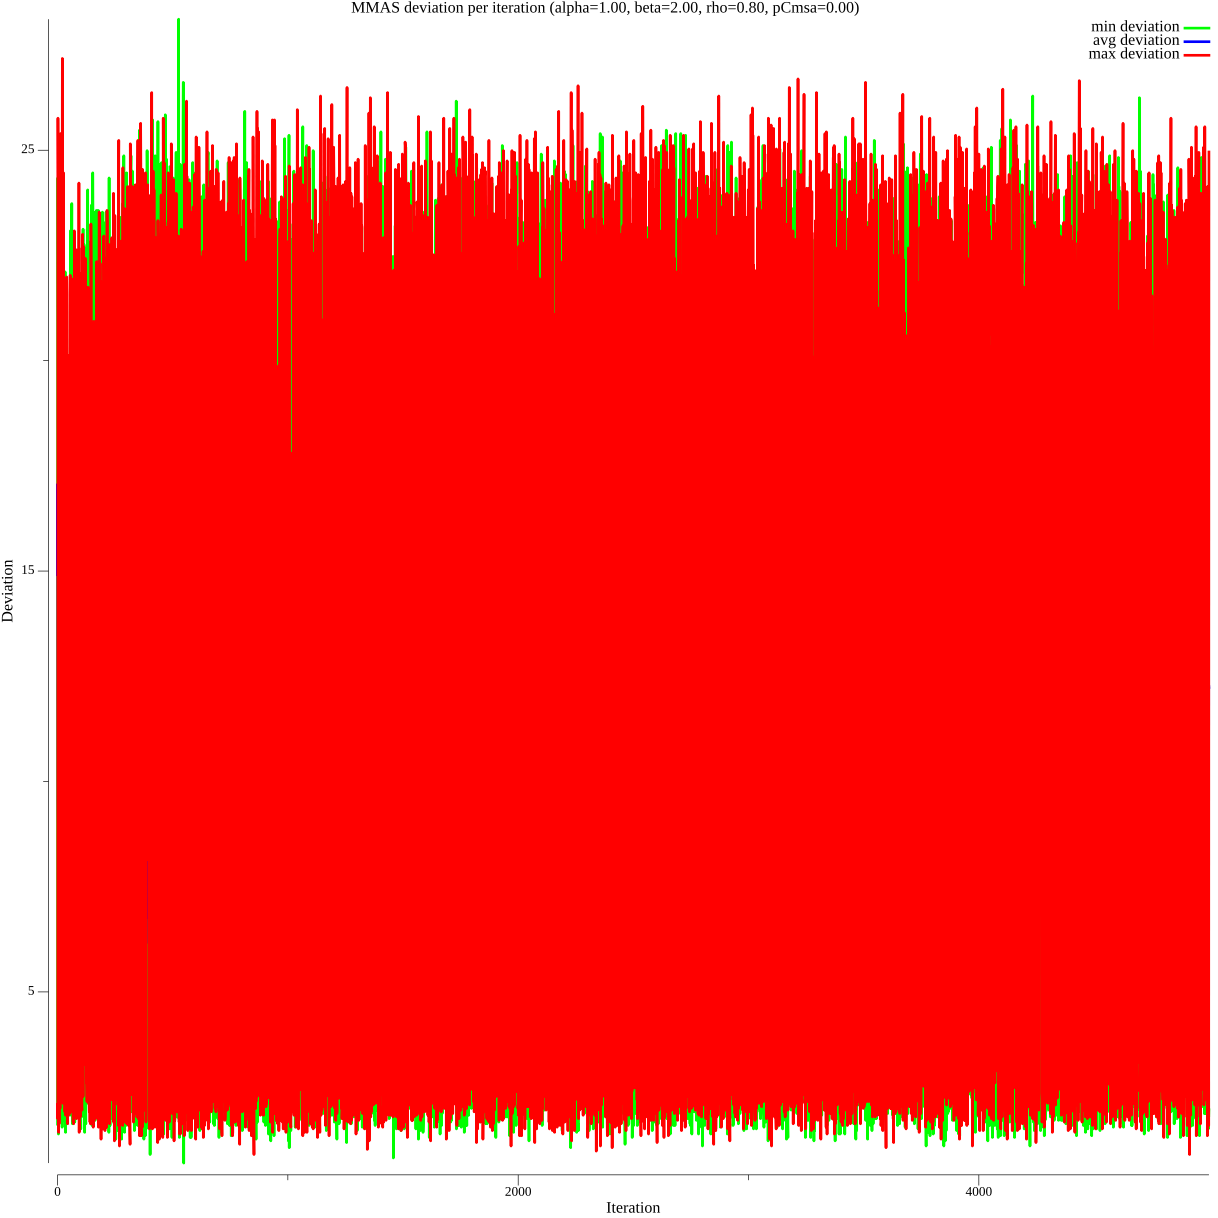 MMAS deviation per iteration (alpha=1.00, beta=2.00, rho=0.80, pCmsa=0.00)
min deviation
avg deviation
max deviation
25
15
5
Deviation
0
2000
4000
Iteration